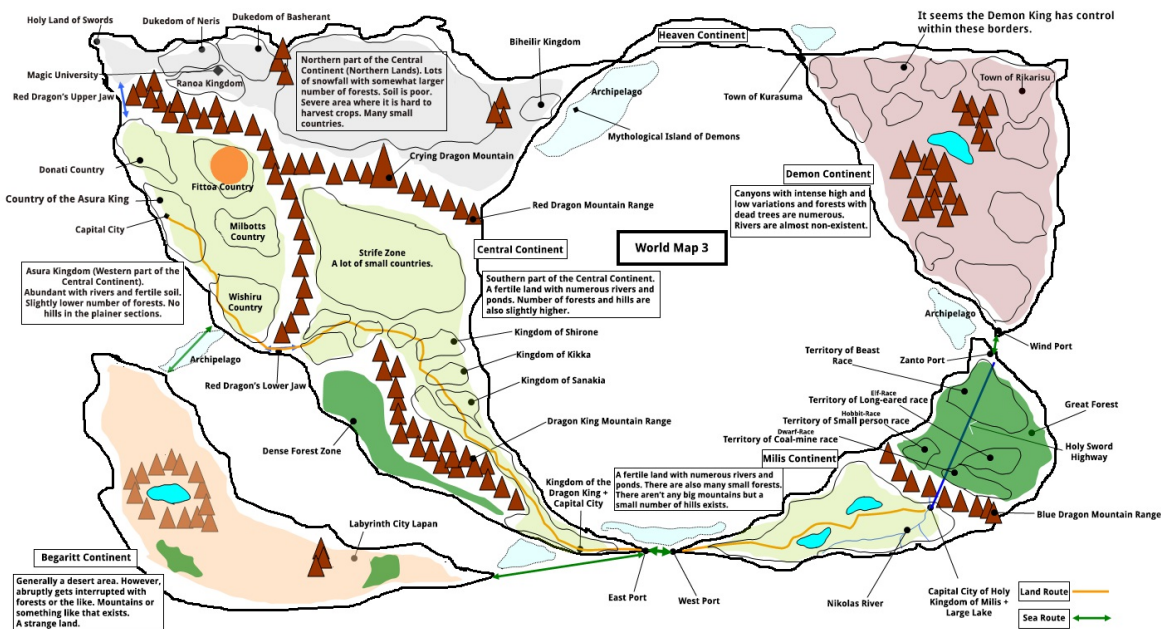 Holy Land of Swords
Dukedom of Neris
Dukedom of Basherant
Magic University
Ranoa Kingdom
Red Dragon's Upper Jaw
Northern part of the Central
Continent (Northern Lands). Lots
of snowfall with somewhat larger
number of forests. Soil is poor.
Severe area where it is hard to
harvest crops. Many small
countries.
Biheilir Kingdom
Heaven Continent
Archipelago
Mythological Island of Demons
Town of Kurasuma
It seems the Demon King has control
within these borders.
Town of Rikarisu
Demon Continent
Canyons with intense high and
low variations and forests with
dead trees are numerous.
Rivers are almost non-existent.
Donati Country
Fittoa Country
Crying Dragon Mountain
Country of the Asura King
Capital City
Milbotts
Country
Red Dragon Mountain Range
Central Continent
World Map 3
Strife Zone
A lot of small countries.
Asura Kingdom (Western part of the
Central Continent).
Abundant with rivers and fertile soil.
Slightly lower number of forests. No
hills in the plainer sections.
Wishiru
Country
Southern part of the Central Continent.
A fertile land with numerous rivers and
ponds. Number of forests and hills are
also slightly higher.
Archipelago
Red Dragon's Lower Jaw
Kingdom of Shirone
Kingdom of Kikka
Kingdom of Sanakia
Dragon King Mountain Range
Dense Forest Zone
Kingdom of the
Dragon King +
Capital City
Archipelago
Wind Port
Zanto Port
Territory of Beast
Race
Elf-Race
Territory of Long-eared race
Hobbit-Race
Territory of Small person race
Dwarf-Race
Territory of Coal-mine race
Great Forest
Holy Sword
Highway
Milis Continent
A fertile land with numerous rivers and
ponds. There are also many small forests.
There aren't any big mountains but a
small number of hills exists.
Blue Dragon Mountain Range
Labyrinth City Lapan
Begaritt Continent
Generally a desert area. However,
abruptly gets interrupted with
forests or the like. Mountains or
something like that exists.
A strange land.
East Port
West Port
Nikolas River
Capital City of Holy
Kingdom of Milis +
Large Lake
Land Route
Sea Route